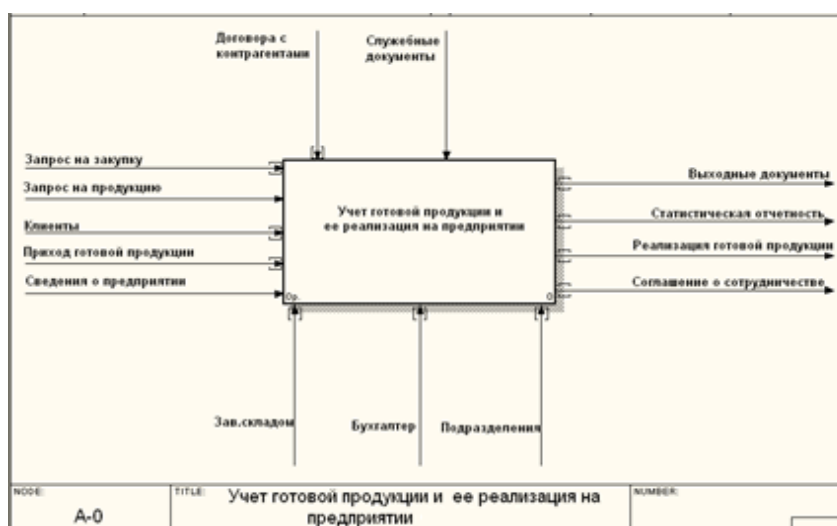 Договора с
контрагентами
Служебные
документы
Запрос на закупку
Запрос на продукцию
Клиенты
Приход готовой продукции
Сведения о предприятии
Учет готовой продукции и
ее реализация на предприятии
0р.
0
Выходные документы
Статистическая отчетность
Реализация готовой продукции
Соглашение о сотрудничестве
Зав.складом
Бухгалтер
Подразделения
NODE:
A-0
TITLE:
Учет готовой продукции и ее реализация на
предприятии
NUMBER: